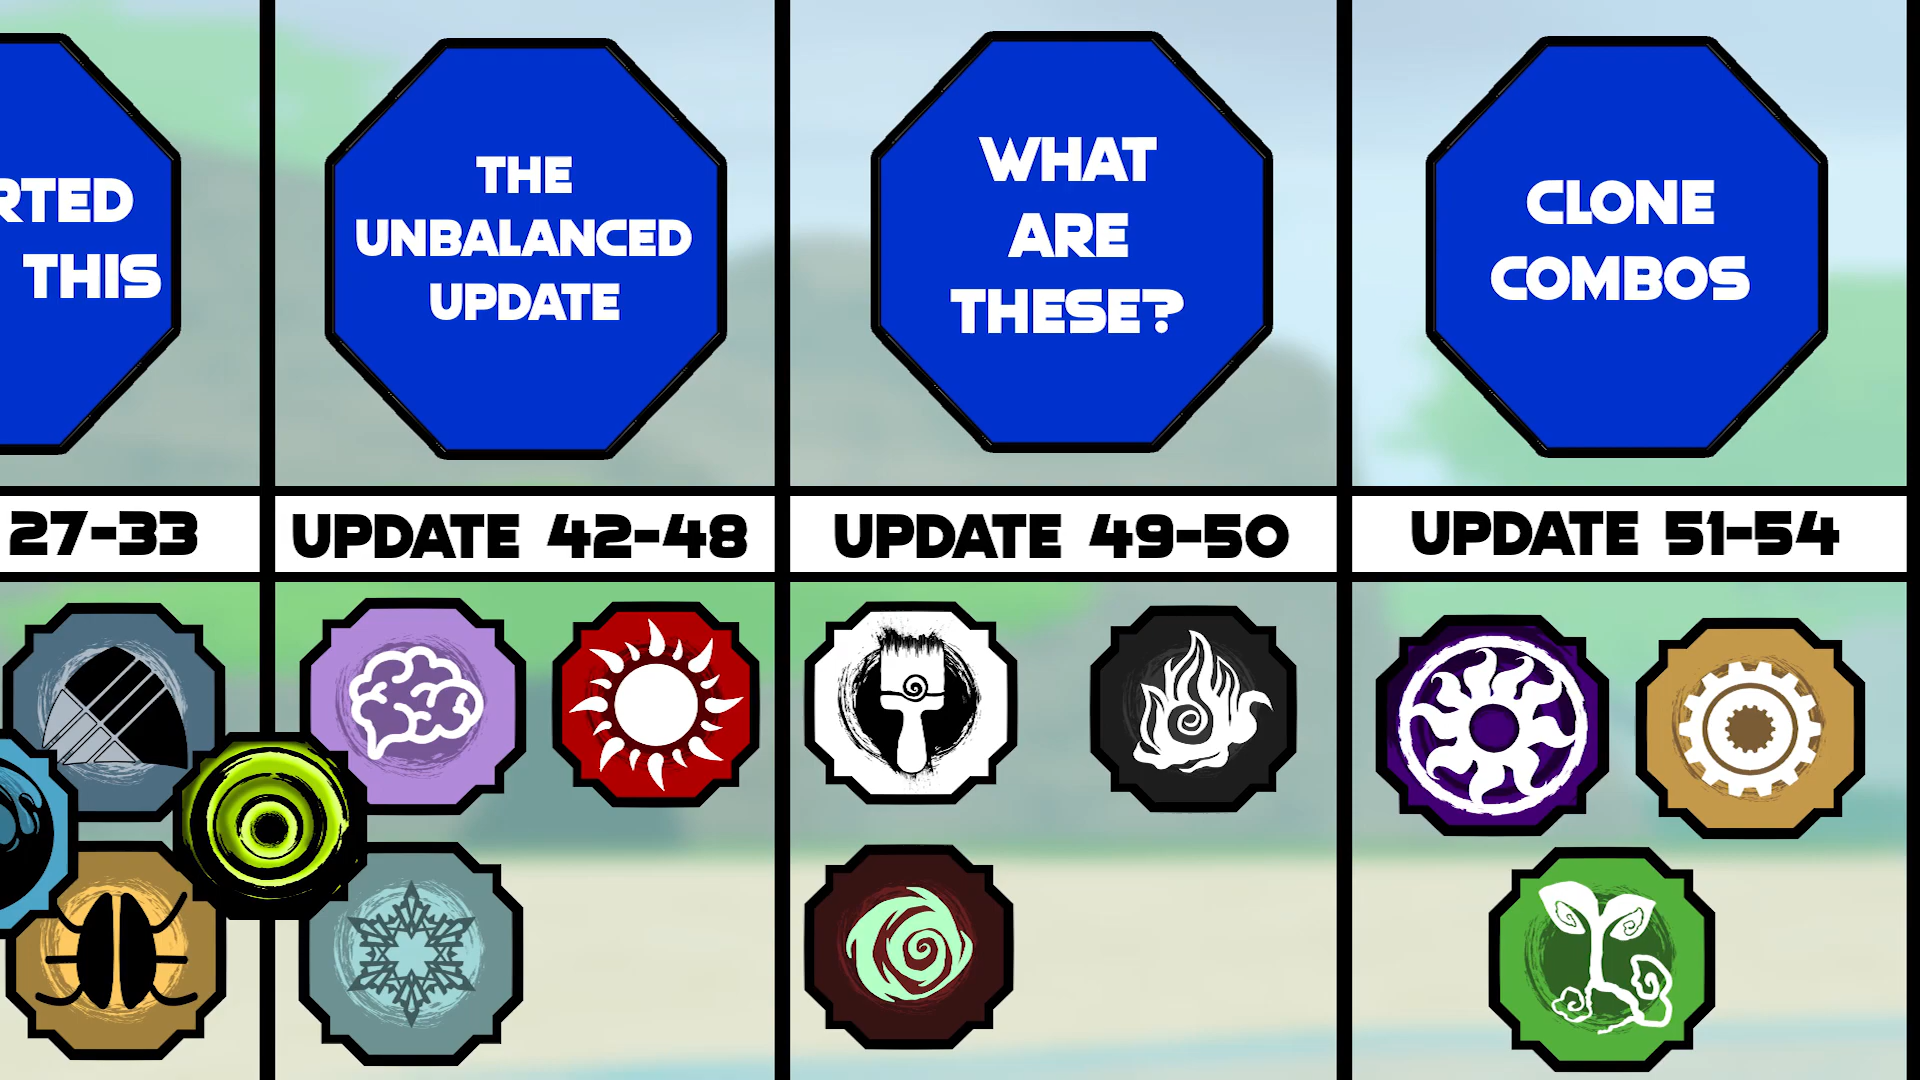 THIS
THE
UNBALANCED
UPDATE
WHAT
ARE
THESE?
CLONE
COMBOS
27-33
UPDATE 42-48
UPDATE 49-50
UPDATE 51-54